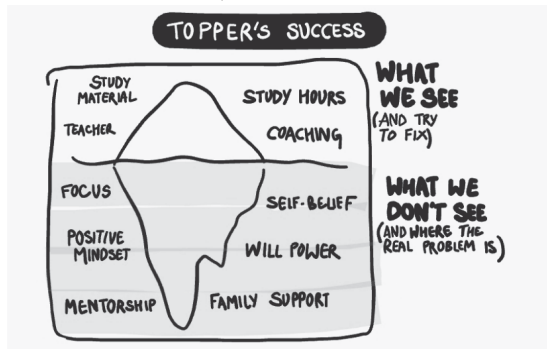 TOPPER'S SUCCESS
STUDY
MATERIAL
STUDY HOURS
TEACHER
COACHING
WHAT
WE SEE
(AND TRY
TO FIX)
FOCUS
SELF-BELIEF
POSITIVE
MINDSET
WILL POWER
MENTORSHIP
FAMILY SUPPORT
WHAT WE
DON'T SEE
(AND WHERE THE
REAL PROBLEM IS)